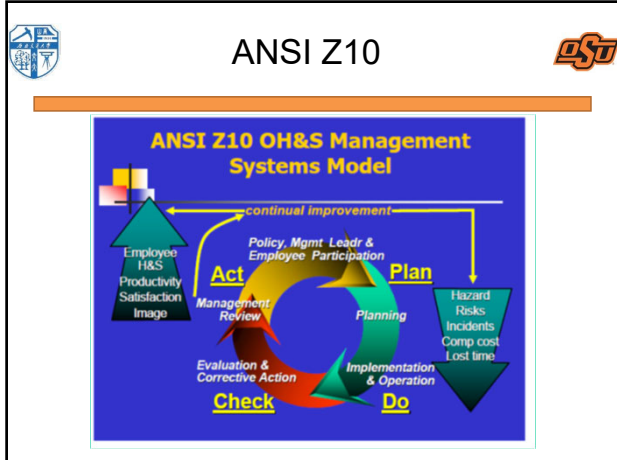 ANSI Z10
OSU
ANSI Z10 OH&S Management
Systems Model
continual improvement
Employee
H&S
Productivity
Satisfaction
Image
Policy, Mgmt Leadr &
Employee Participation
Act
Plan
Management
Review
Planning
Hazard
Risks
Incidents
Comp cost
Lost time
Evaluation &
Corrective Action
Implementation
& Operation
Check
Do